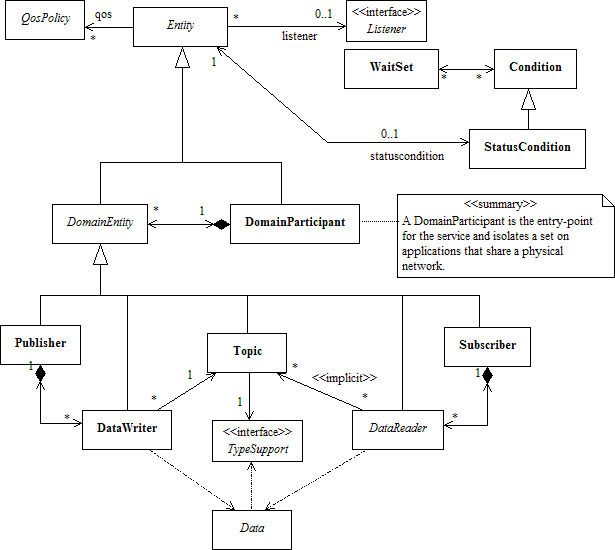 QosPolicy
qos
*
Entity
*
0..1
listener
<<interface>>
Listener
1
WaitSet
*
*
Condition
0..1
statuscondition
StatusCondition
DomainEntity
*
1
DomainParticipant
<<summary>>
A DomainParticipant is the entry-point
for the service and isolates a set on
applications that share a physical
network.
Publisher
1
Topic
Subscriber
1
1
*
<<implicit>>
*
DataWriter
*
1
<<interface>>
TypeSupport
*
DataReader
*
Data